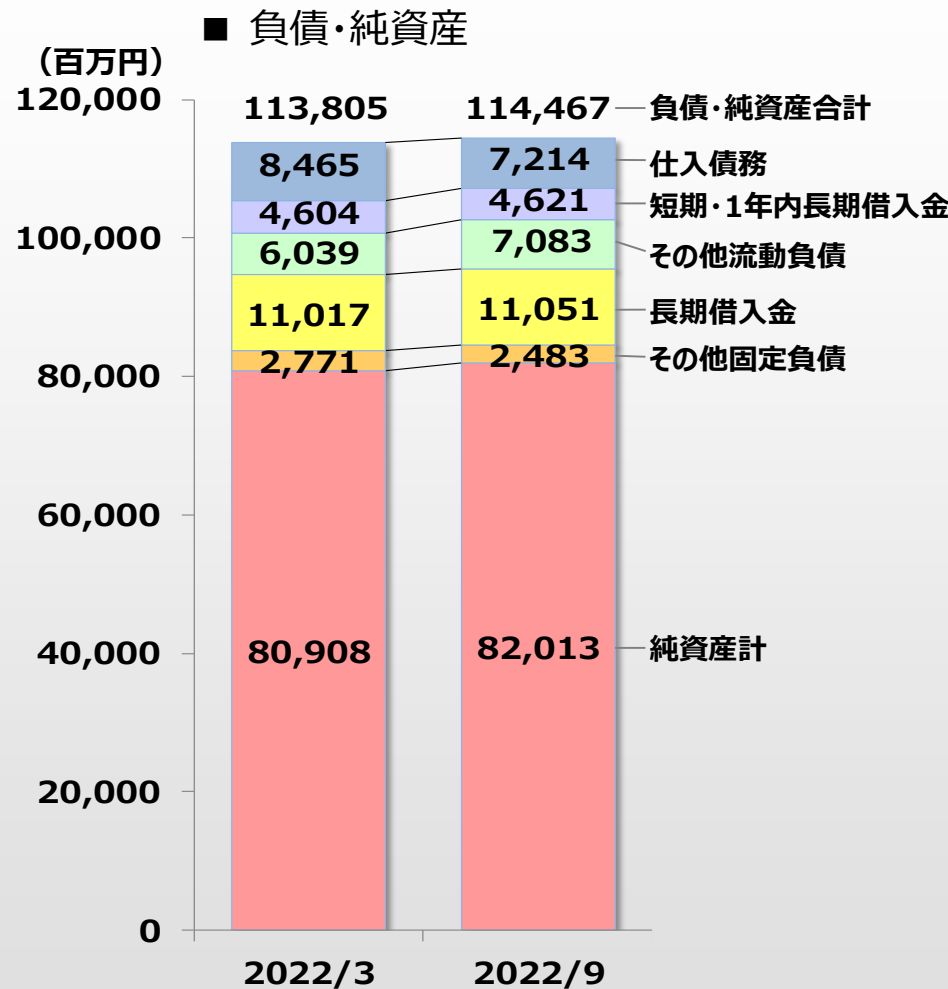 ■ 負債・純資産
（百万円）
120,000
100,000
80,000
60,000
40,000
20,000
0
113,805
8,465
4,604
6,039
11,017
2,771
80,908
2022/3
114,467
7,214
4,621
7,083
11,051
2,483
82,013
2022/9
負債・純資産合計
仕入債務
短期・1年内長期借入金
その他流動負債
長期借入金
その他固定負債
純資産計